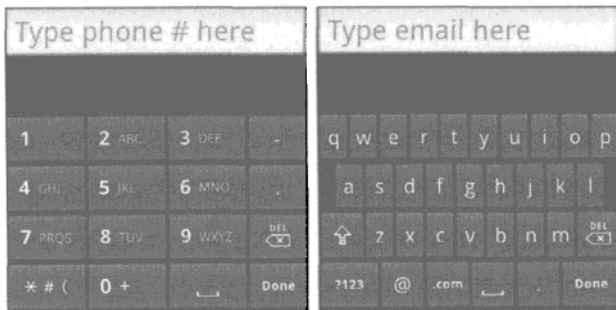 Type phone # here
1 2 ABC 3 DEF -
4 GHI 5 JKL 6 MNO .
7 PRQS 8 TUV 9 WXYZ DEL
* # ( 0 + Done
Type email here
q w e r t y u i o p
a s d f g h j k l
z x c v b n m DEL
?123 @ .com . Done